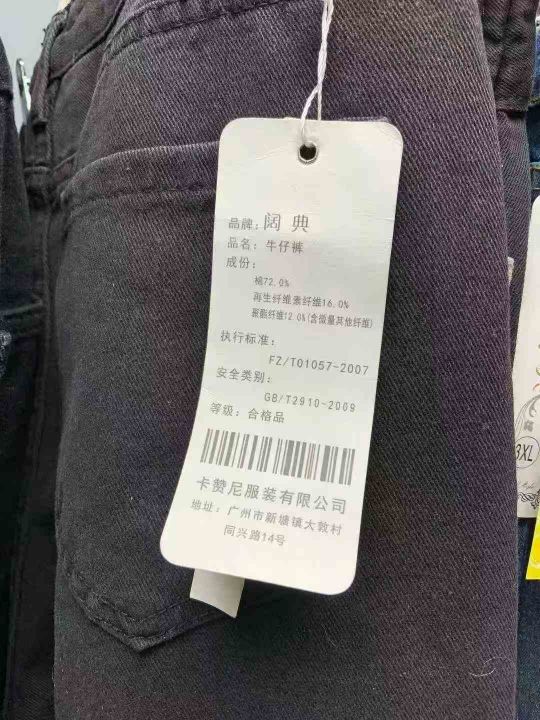 品牌：阔 典
品名：牛仔裤
成份：
棉72.0%
再生纤维素纤维16.0%
聚酯纤维12.0%(含微量其他纤维)
执行标准：
FZ/T01057-2007
安全类别：
GB/T2910-2009
等级：合格品
卡赞尼服装有限公司
地址：广州市新塘镇大敦村
同兴路14号
3XL